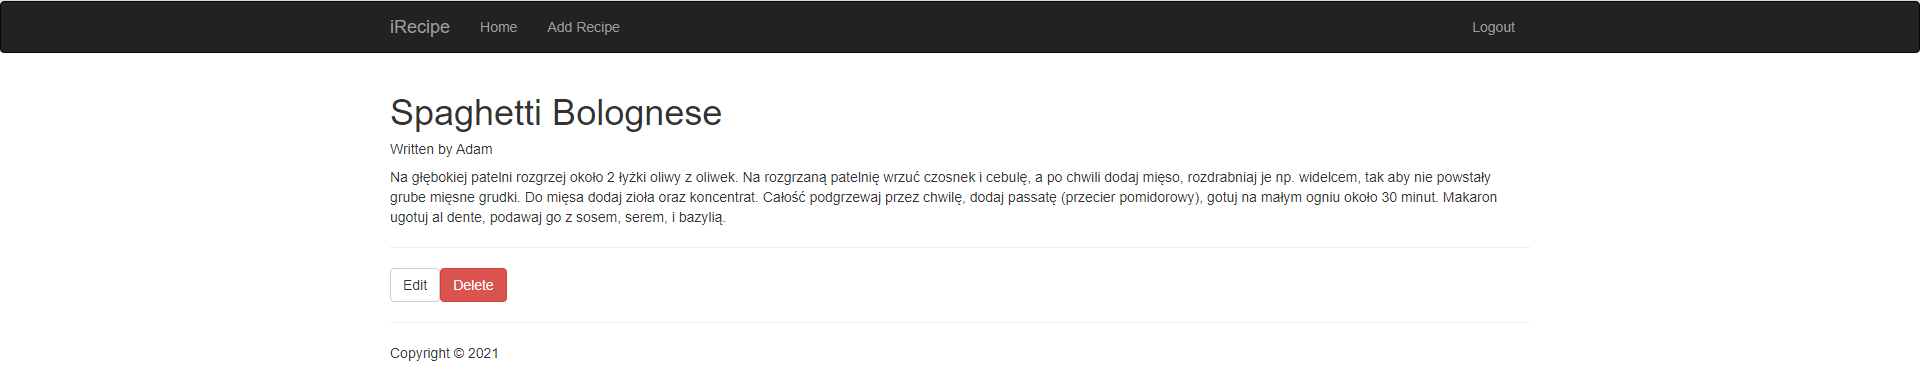 iRecipe Home Add Recipe Logout
Spaghetti Bolognese
Written by Adam
Na głębokiej patelni rozgrzej około 2 łyżki oliwy z oliwek. Na rozgrzaną patelnię wrzuć czosnek i cebulę, a po chwili dodaj mięso, rozdrabniaj je np. widelcem, tak aby nie powstały
grube mięsne grudki. Do mięsa dodaj zioła oraz koncentrat. Całość podgrzewaj przez chwilę, dodaj passatę (przecier pomidorowy), gotuj na małym ogniu około 30 minut. Makaron
ugotuj al dente, podawaj go z sosem, serem, i bazylią.
Edit Delete
Copyright © 2021